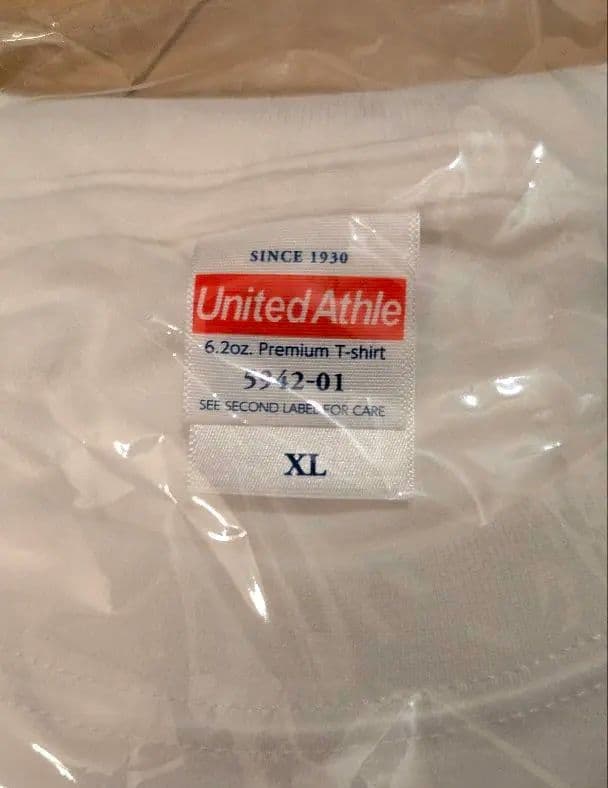 SINCE 1930
United Athle
6.2oz. Premium T-shirt
5942-01
SEE SECOND LABEL FOR CARE
XL